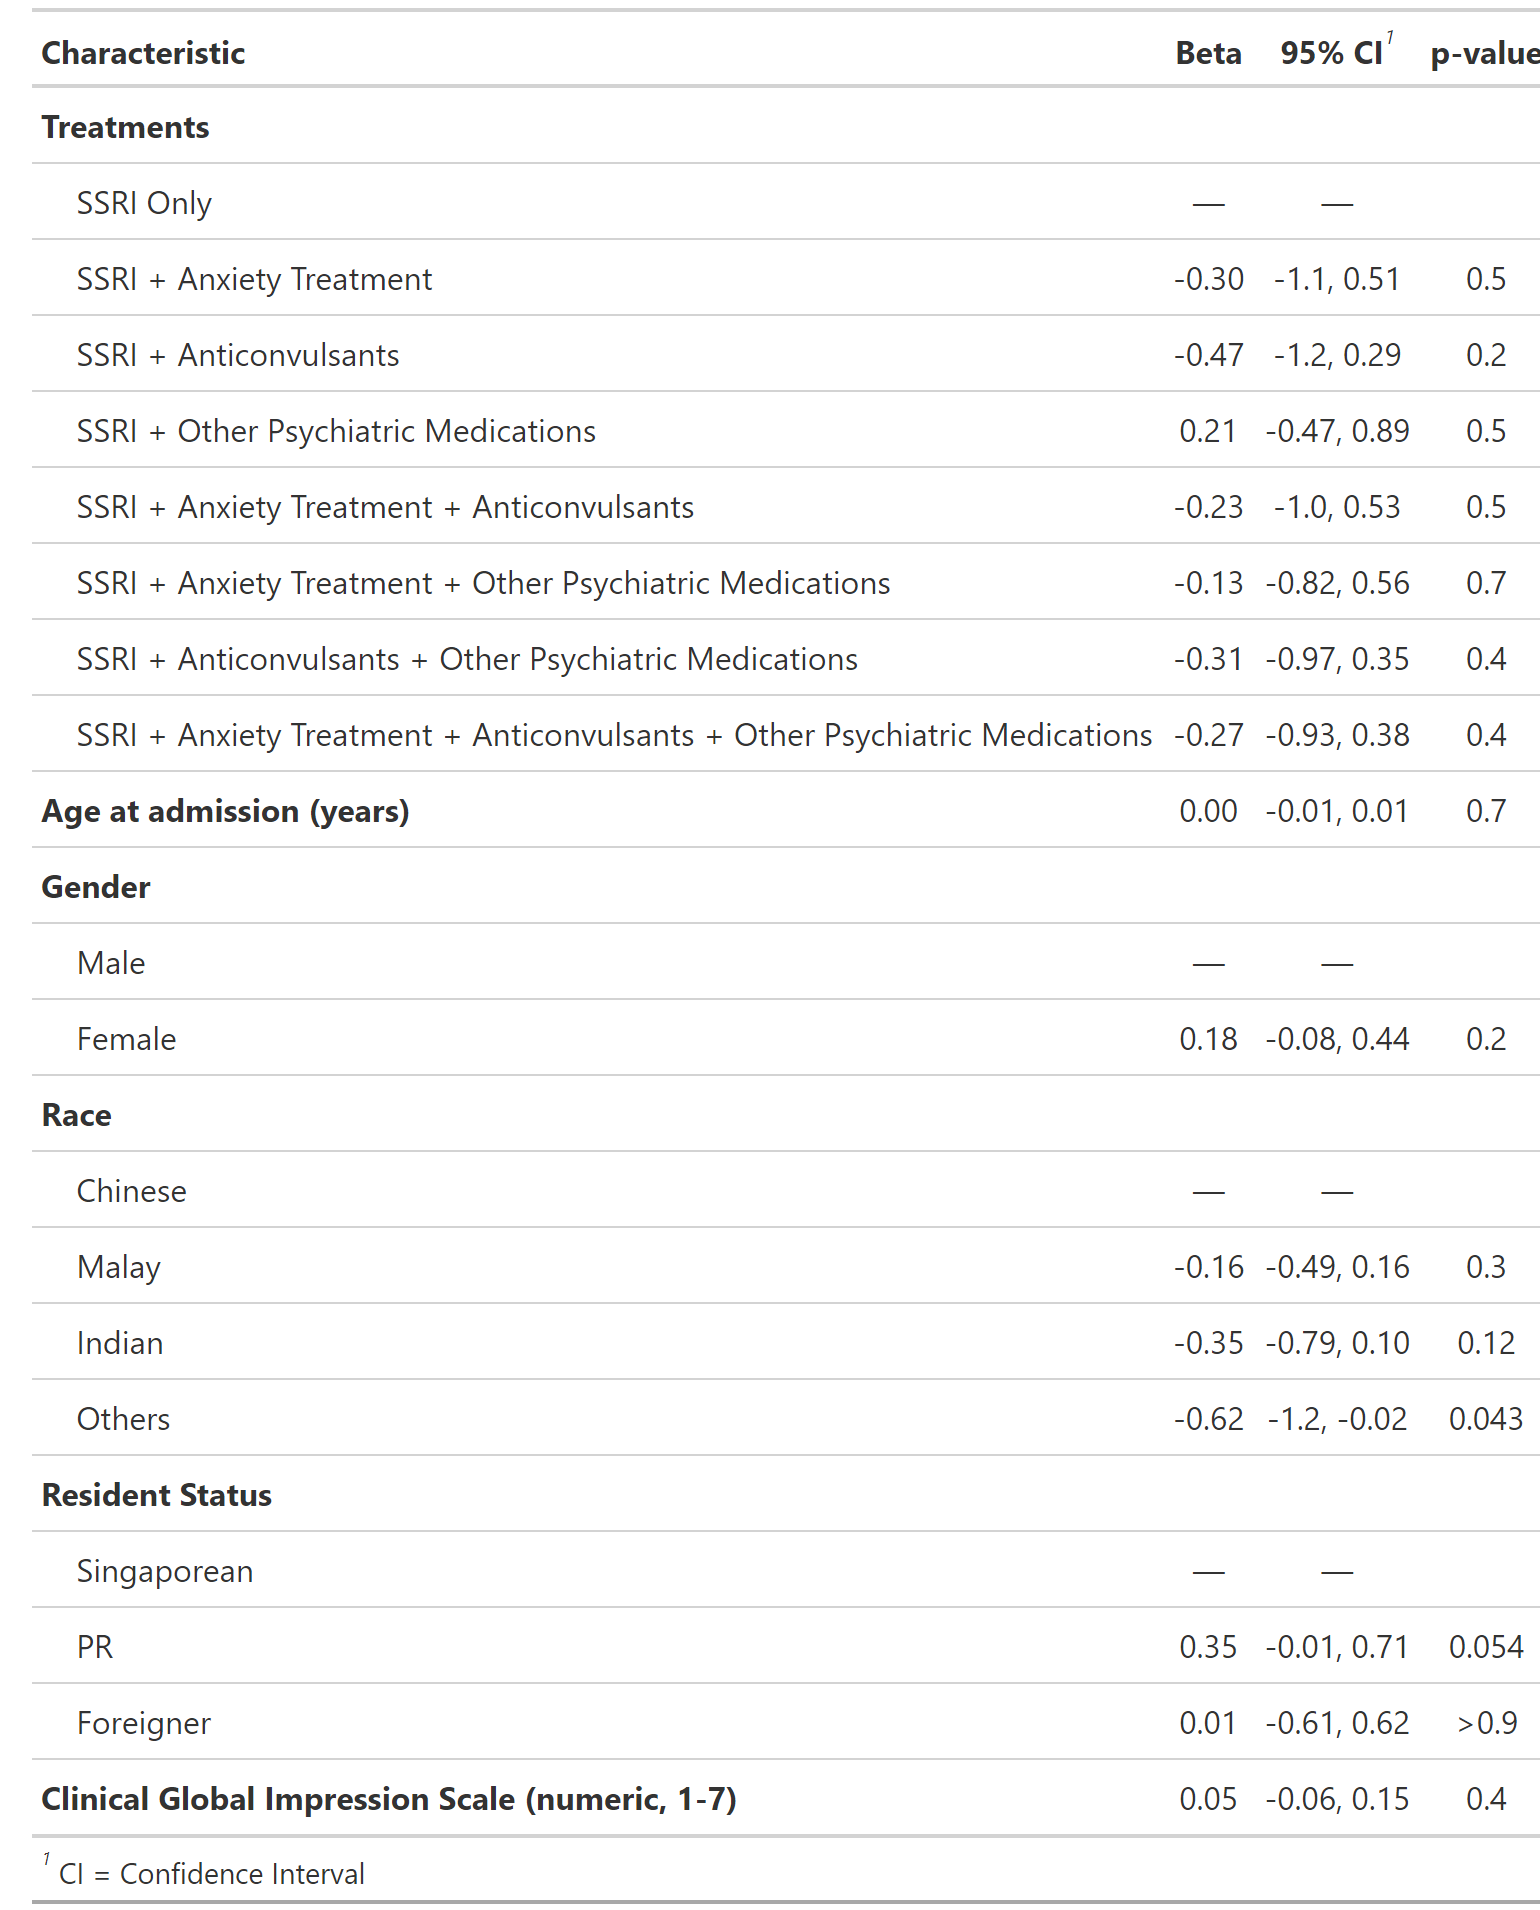 Characteristic Beta 95% CI1 p-value
Treatments
SSRI Only — —
SSRI + Anxiety Treatment -0.30 -1.1, 0.51 0.5
SSRI + Anticonvulsants -0.47 -1.2, 0.29 0.2
SSRI + Other Psychiatric Medications 0.21 -0.47, 0.89 0.5
SSRI + Anxiety Treatment + Anticonvulsants -0.23 -1.0, 0.53 0.5
SSRI + Anxiety Treatment + Other Psychiatric Medications -0.13 -0.82, 0.56 0.7
SSRI + Anticonvulsants + Other Psychiatric Medications -0.31 -0.97, 0.35 0.4
SSRI + Anxiety Treatment + Anticonvulsants + Other Psychiatric Medications -0.27 -0.93, 0.38 0.4
Age at admission (years) 0.00 -0.01, 0.01 0.7
Gender
Male — —
Female 0.18 -0.08, 0.44 0.2
Race
Chinese — —
Malay -0.16 -0.49, 0.16 0.3
Indian -0.35 -0.79, 0.10 0.12
Others -0.62 -1.2, -0.02 0.043
Resident Status
Singaporean — —
PR 0.35 -0.01, 0.71 0.054
Foreigner 0.01 -0.61, 0.62 >0.9
Clinical Global Impression Scale (numeric, 1-7) 0.05 -0.06, 0.15 0.4
1 CI = Confidence Interval